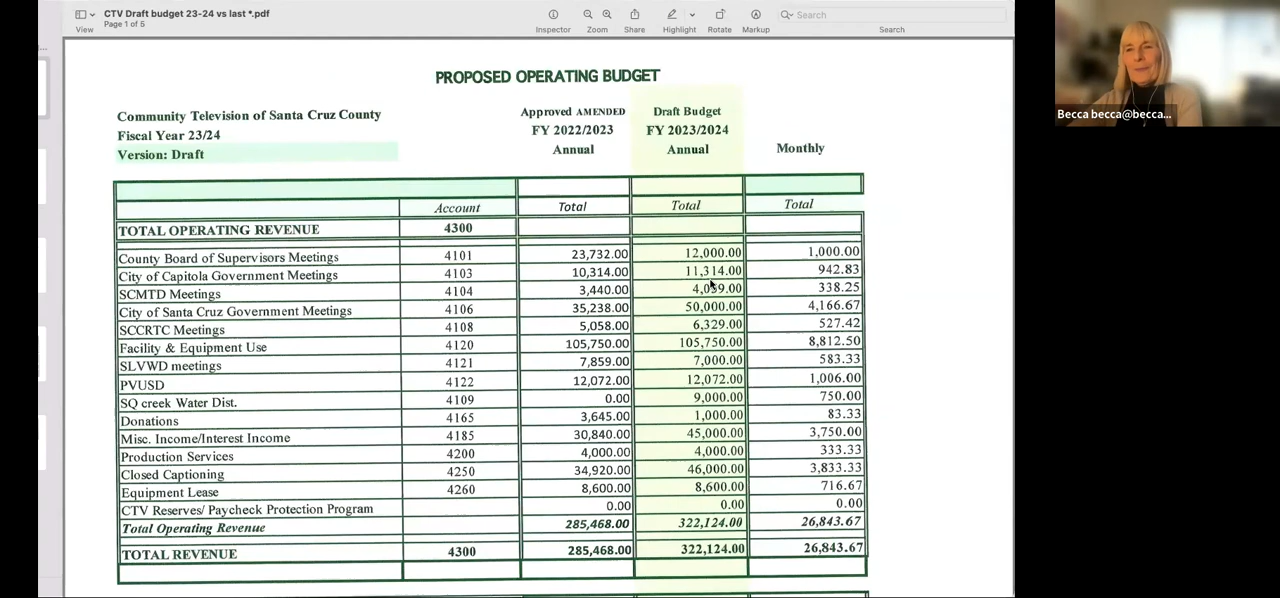 CTV Draft budget 23-24 vs last *.pdf
Page 1 of 5
View
Inspector
Zoom
Share
Highlight
Rotate
Markup
Search
Search
PROPOSED OPERATING BUDGET
Community Television of Santa Cruz County
Fiscal Year 23/24
Version: Draft
Approved AMENDED
FY 2022/2023
Annual
Draft Budget
FY 2023/2024
Annual
Monthly
Account Total Total Total
TOTAL OPERATING REVENUE 4300
County Board of Supervisors Meetings 4101 23,732.00 12,000.00 1,000.00
City of Capitola Government Meetings 4103 10,314.00 11,314.00 942.83
SCMTD Meetings 4104 3,440.00 4,059.00 338.25
City of Santa Cruz Government Meetings 4106 35,238.00 50,000.00 4,166.67
SCCRTC Meetings 4108 5,058.00 6,329.00 527.42
Facility & Equipment Use 4120 105,750.00 105,750.00 8,812.50
SLVWD meetings 4121 7,859.00 7,000.00 583.33
PVUSD 4122 12,072.00 12,072.00 1,006.00
SQ creek Water Dist. 4109 0.00 9,000.00 750.00
Donations 4165 3,645.00 1,000.00 83.33
Misc. Income/Interest Income 4185 30,840.00 45,000.00 3,750.00
Production Services 4200 4,000.00 4,000.00 333.33
Closed Captioning 4250 34,920.00 46,000.00 3,833.33
Equipment Lease 4260 8,600.00 8,600.00 716.67
CTV Reserves/ Paycheck Protection Program 0.00 0.00 0.00
Total Operating Revenue 285,468.00 322,124.00 26,843.67
TOTAL REVENUE 4300 285,468.00 322,124.00 26,843.67
Becca becca@becca...